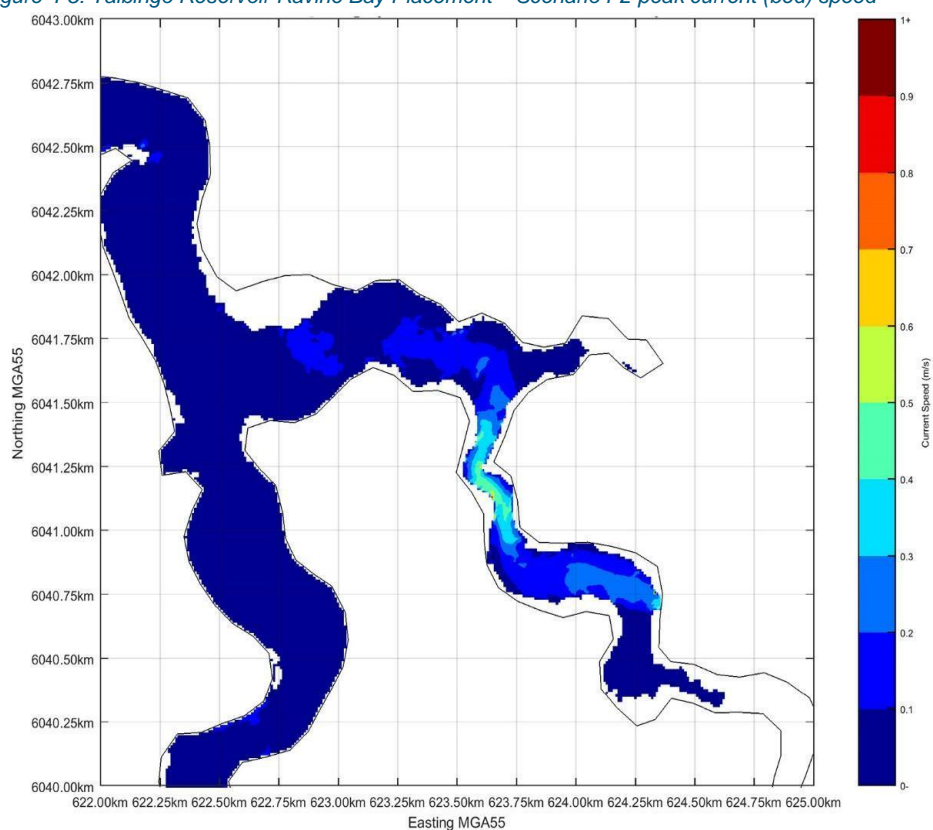 Talbingo Reservoir Ravine Bay Placement – Scenario peak current (bed) speed
6043.00km
6042.75km
6042.50km
6042.25km
6042.00km
6041.75km
6041.50km
6041.25km
6041.00km
6040.75km
6040.50km
6040.25km
6040.00km
Northing MGA55
622.00km 622.25km 622.50km 622.75km 623.00km 623.25km 623.50km 623.75km 624.00km 624.25km 624.50km 624.75km 625.00km
Easting MGA55
1+
0.9
0.8
0.7
0.6
0.5
0.4
0.3
0.2
0.1
0-
Current Speed (m/s)